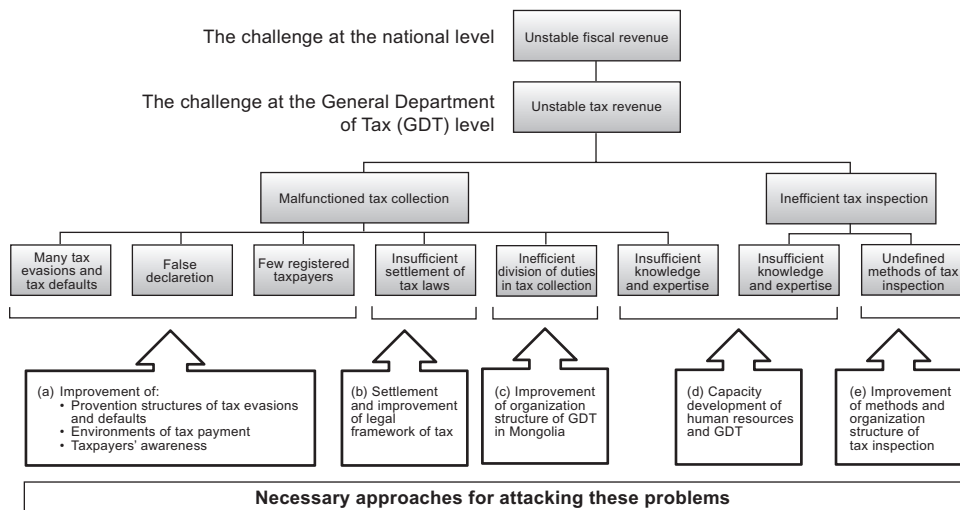 The challenge at the national level
Unstable fiscal revenue
The challenge at the General Department
of Tax (GDT) level
Unstable tax revenue
Malfunctioned tax collection
Inefficient tax inspection
Many tax
evasions and
tax defaults
False
declaration
Few registered
taxpayers
Insufficient
settlement of
tax laws
Inefficient
division of duties
in tax collection
Insufficient
knowledge
and expertise
Insufficient
knowledge
and expertise
Undefined
methods of tax
inspection
(a) Improvement of:
• Provention structures of tax evasions
and defaults
• Environments of tax payment
• Taxpayers' awareness
(b) Settlement
and improvement
of legal
framework of tax
(c) Improvement
of organization
structure of GDT
in Mongolia
(d) Capacity
development of
human resources
and GDT
(e) Improvement
of methods and
organization
structure of
tax inspection
Necessary approaches for attacking these problems